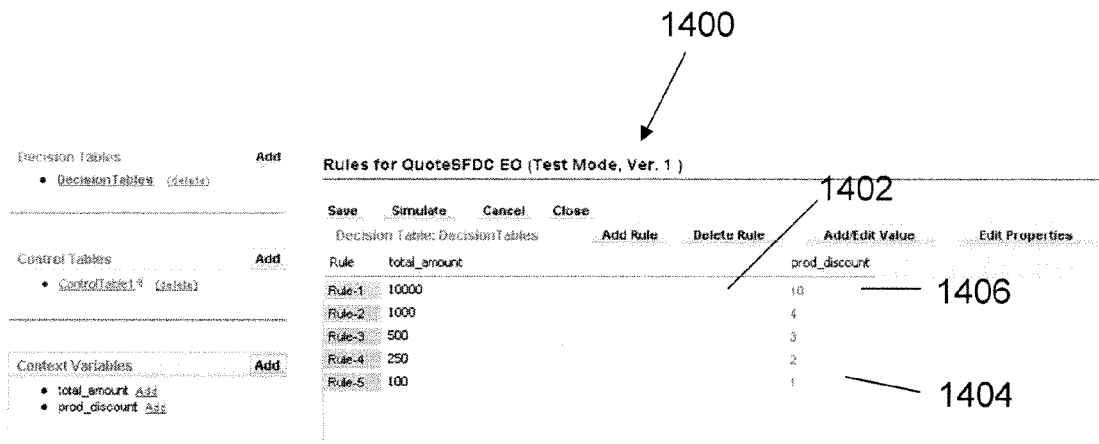 1400
Decision Tables Add
• DecisionTables (delete)
Control Tables Add
• ControlTable1 (delete)
Context Variables Add
• total_amount Add
• prod_discount Add
Rules for QuoteSFDC EO (Test Mode, Ver. 1 )
1402
Save Simulate Cancel Close
Decision Table: DecisionTables Add Rule Delete Rule Add/Edit Value Edit Properties
Rule total_amount prod_discount
Rule-1 10000 10
1406
Rule-2 1000 4
Rule-3 500 3
Rule-4 250 2
Rule-5 100 1
1404